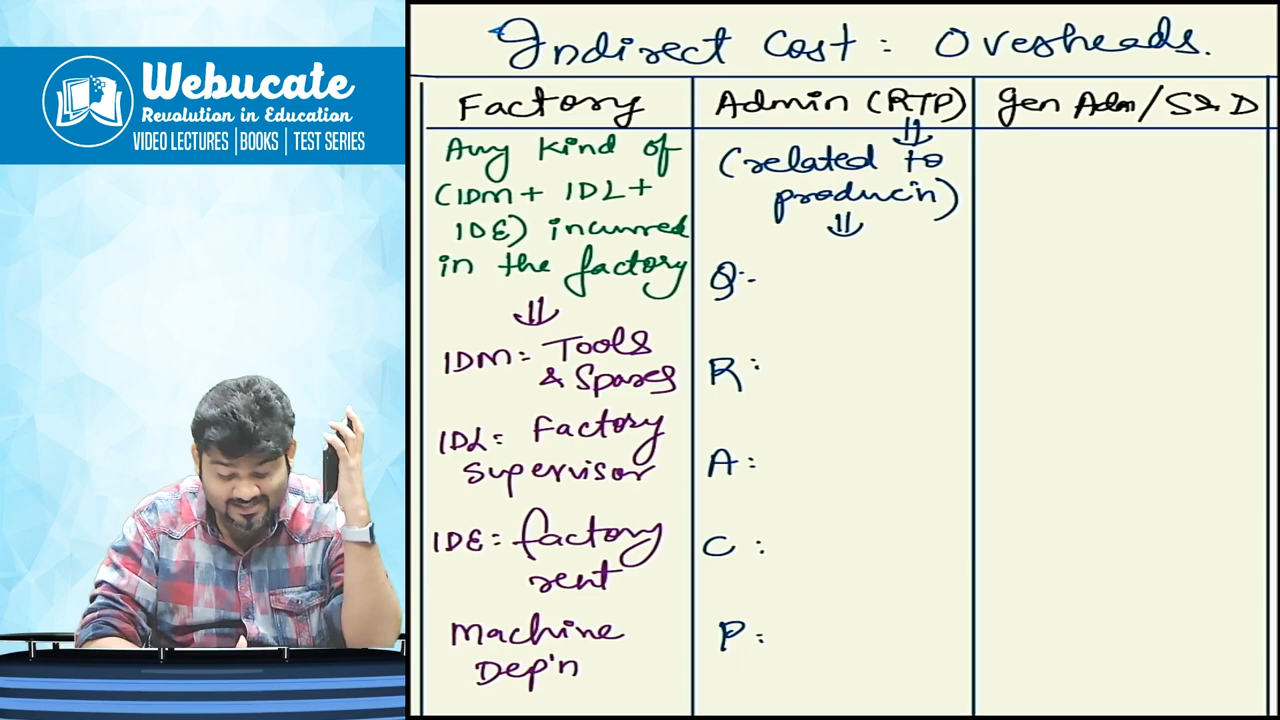 Webucate
Revolution in Education
VIDEO LECTURES | BOOKS | TEST SERIES
Indirect Cost : Overheads.
Factory
Any kind of
(IDM + IDL +
IDE) incurred
in the factory
⇓
IDM: Tools
& Spares
IDL: Factory
Supervisor
IDE: factory
rent
Machine
Dep'n
Admin (RTP)
⇓
(related to
produc'n)
⇓
Q:-
R:
A:
C:
P:
Gen Adm/S&D